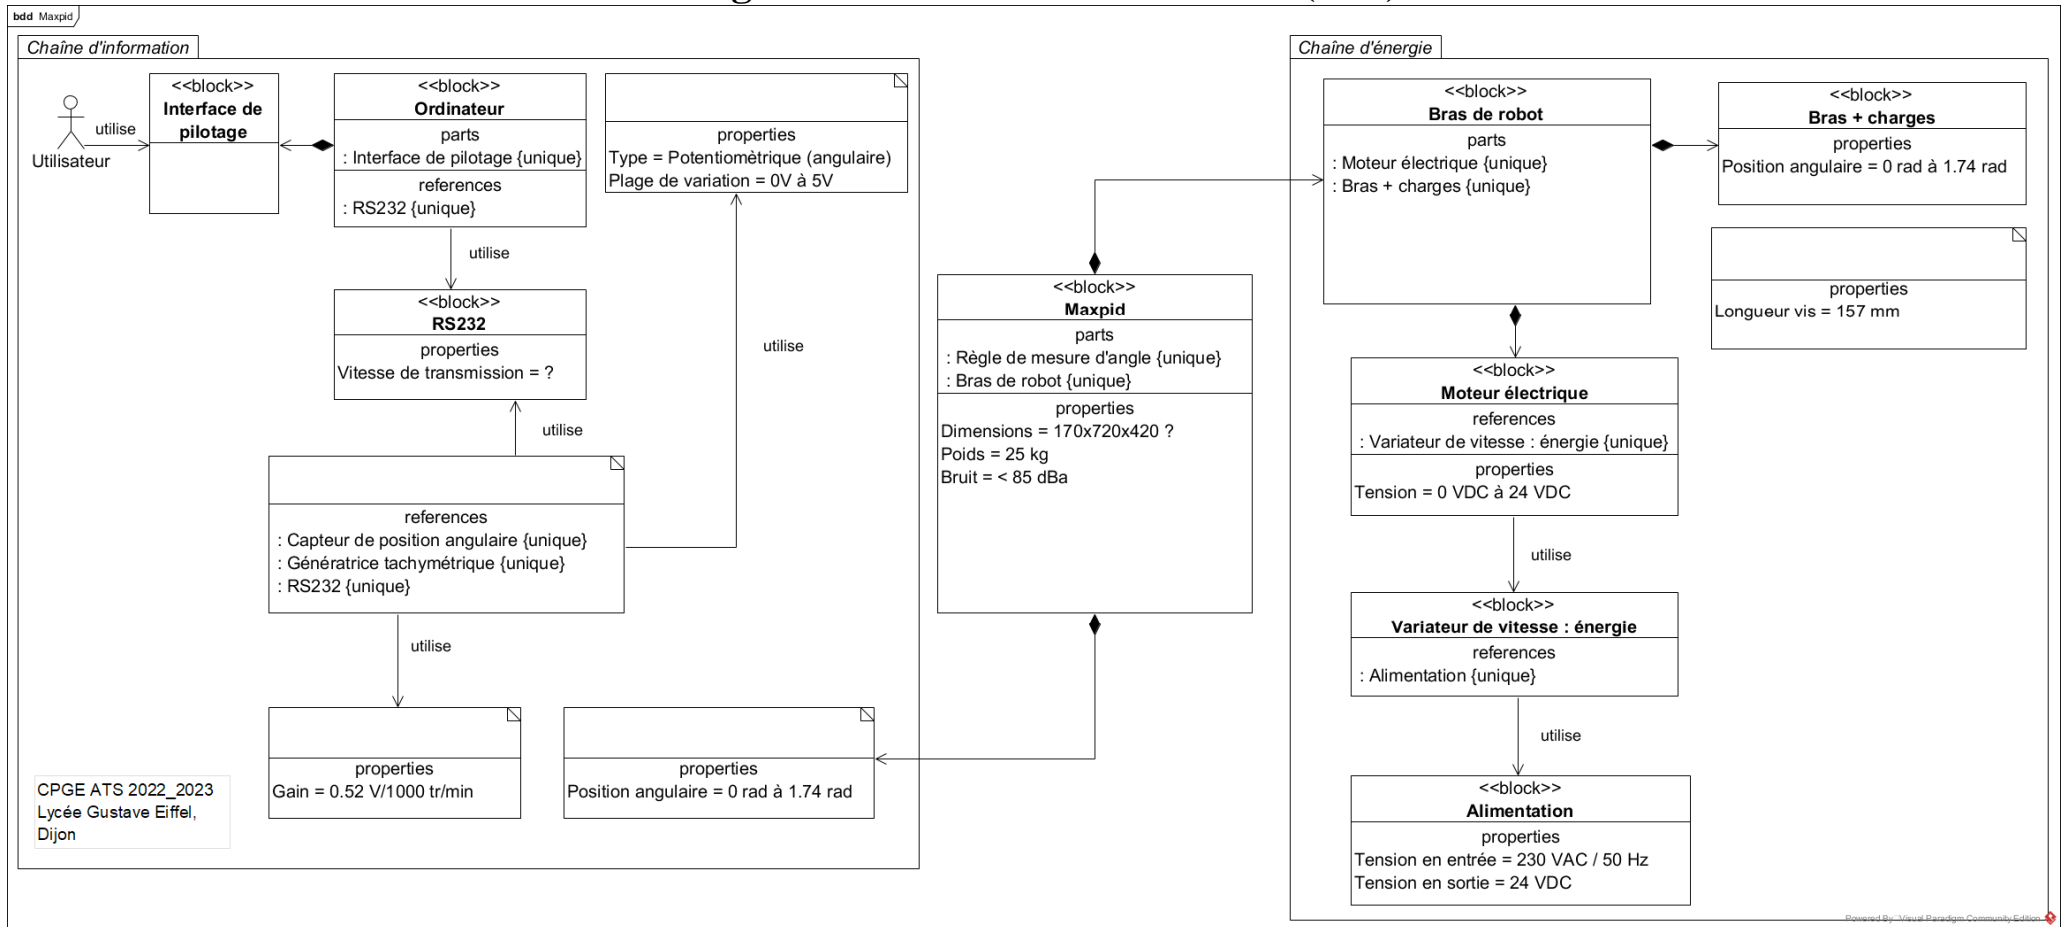 bdd Maxpid
Chaîne d'information
Utilisateur
utilise
<<block>>
Interface de
pilotage
<<block>>
Ordinateur
parts
: Interface de pilotage {unique}
references
: RS232 {unique}
utilise
properties
Type = Potentiomètrique (angulaire)
Plage de variation = 0V à 5V
<<block>>
RS232
properties
Vitesse de transmission = ?
utilise
utilise
references
: Capteur de position angulaire {unique}
: Génératrice tachymétrique {unique}
: RS232 {unique}
utilise
properties
Gain = 0.52 V/1000 tr/min
properties
Position angulaire = 0 rad à 1.74 rad
CPGE ATS 2022_2023
Lycée Gustave Eiffel,
Dijon
<<block>>
Maxpid
parts
: Règle de mesure d'angle {unique}
: Bras de robot {unique}
properties
Dimensions = 170x720x420 ?
Poids = 25 kg
Bruit = < 85 dBa
Chaîne d'énergie
<<block>>
Bras de robot
parts
: Moteur électrique {unique}
: Bras + charges {unique}
<<block>>
Bras + charges
properties
Position angulaire = 0 rad à 1.74 rad
properties
Longueur vis = 157 mm
<<block>>
Moteur électrique
references
: Variateur de vitesse : énergie {unique}
properties
Tension = 0 VDC à 24 VDC
utilise
<<block>>
Variateur de vitesse : énergie
references
: Alimentation {unique}
utilise
<<block>>
Alimentation
properties
Tension en entrée = 230 VAC / 50 Hz
Tension en sortie = 24 VDC
Powered By Visual Paradigm Community Edition